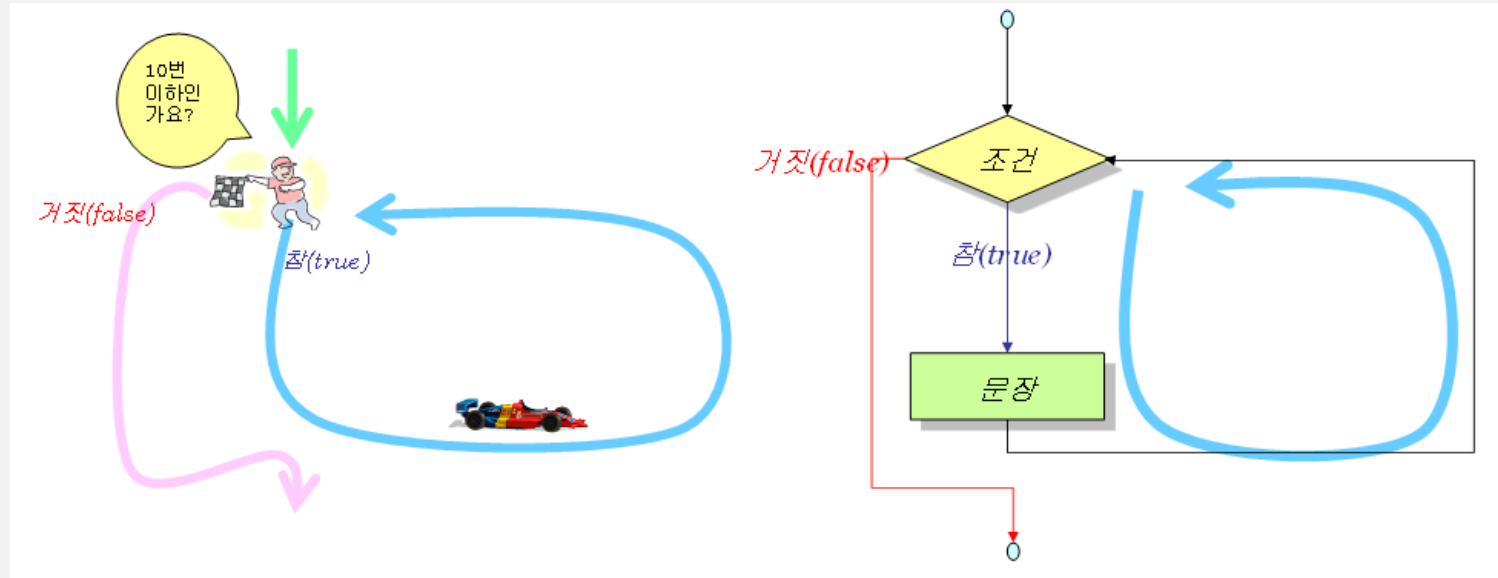 10번
이하인
가요?
거짓(false)
참(true)
거짓(false)
조건
참(true)
문장